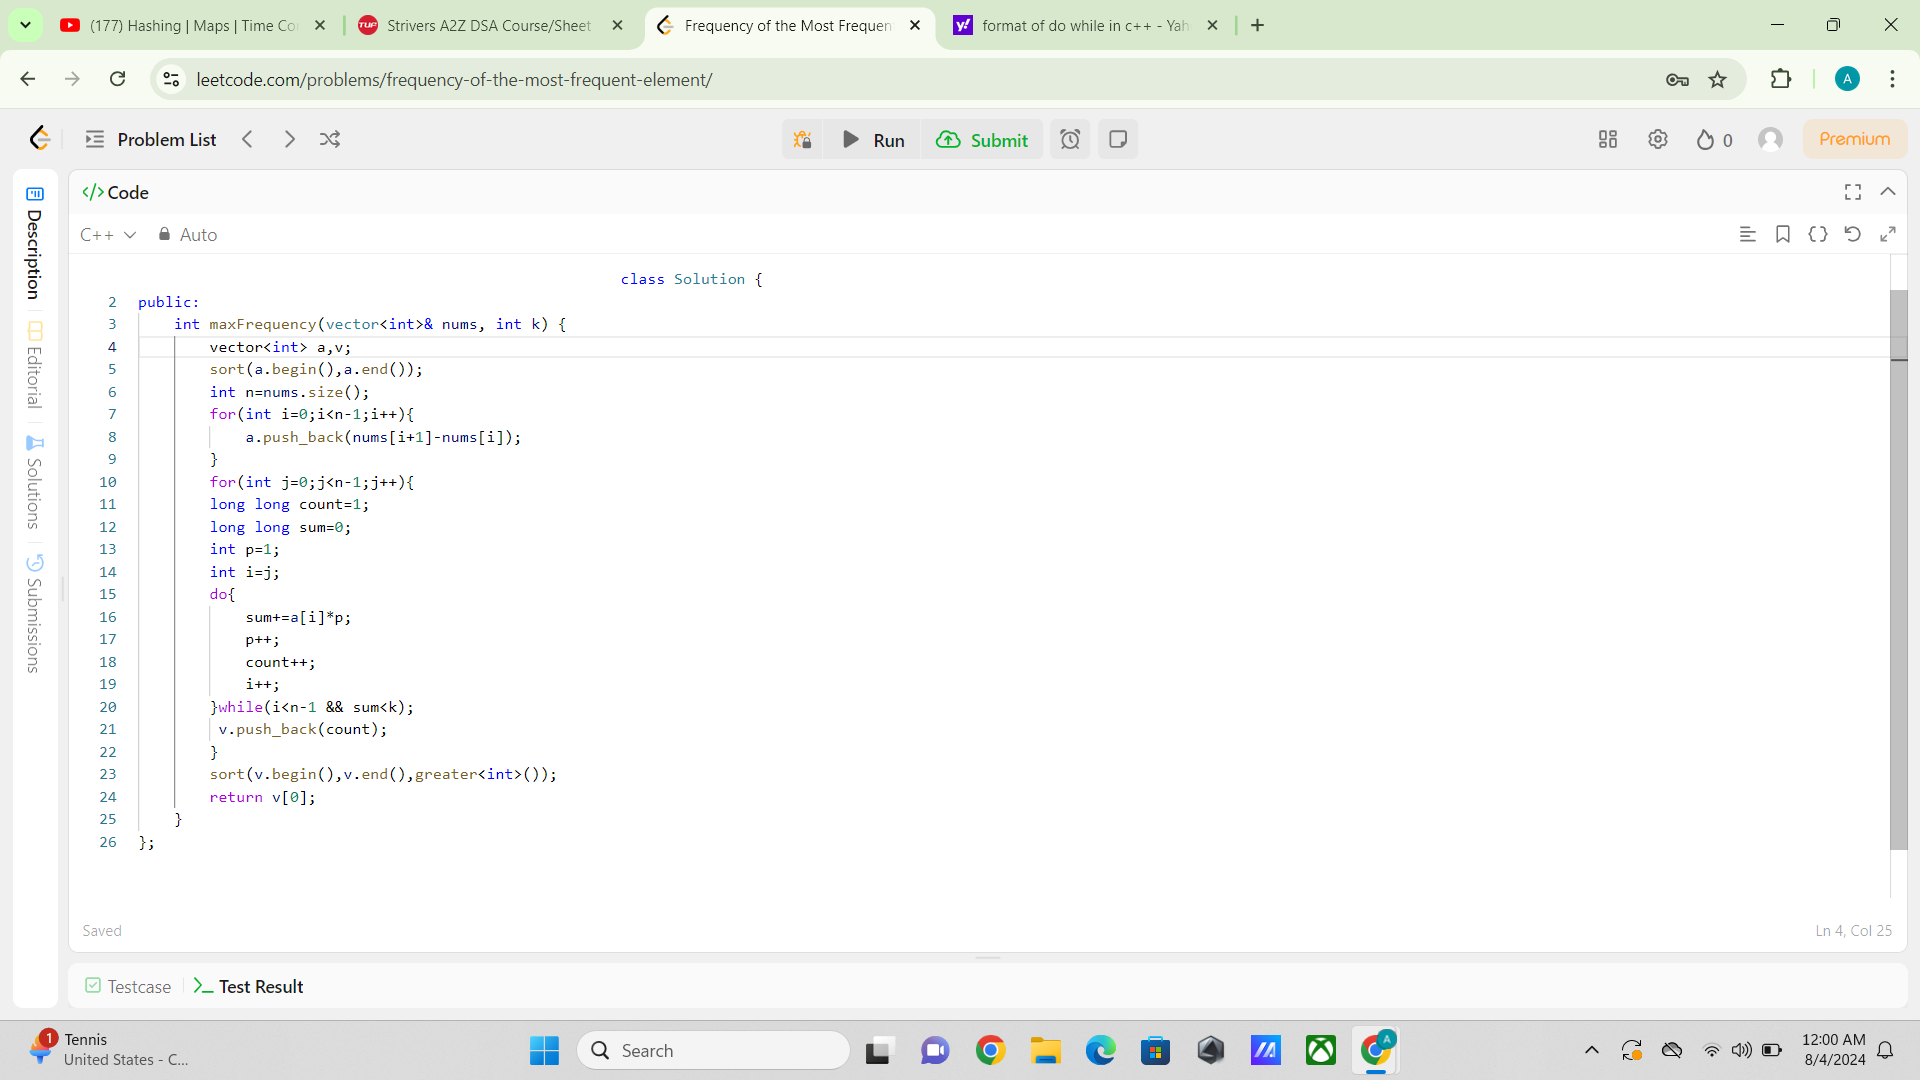 (177) Hashing | Maps | Time Co
Strivers A2Z DSA Course/Sheet
Frequency of the Most Frequen
format of do while in c++ - Yah
leetcode.com/problems/frequency-of-the-most-frequent-element/
A
Problem List
Run
Submit
0
Premium
Description
Editorial
Solutions
Submissions
</> Code
C++
Auto
class Solution {
2 public:
3 int maxFrequency(vector<int>& nums, int k) {
4 vector<int> a,v;
5 sort(a.begin(),a.end());
6 int n=nums.size();
7 for(int i=0;i<n-1;i++){
8 a.push_back(nums[i+1]-nums[i]);
9 }
10 for(int j=0;j<n-1;j++){
11 long long count=1;
12 long long sum=0;
13 int p=1;
14 int i=j;
15 do{
16 sum+=a[i]*p;
17 p++;
18 count++;
19 i++;
20 }while(i<n-1 && sum<k);
21 v.push_back(count);
22 }
23 sort(v.begin(),v.end(),greater<int>());
24 return v[0];
25 }
26 };
Saved
Ln 4, Col 25
Testcase
Test Result
1
Tennis
United States - C...
Search
A
12:00 AM
8/4/2024